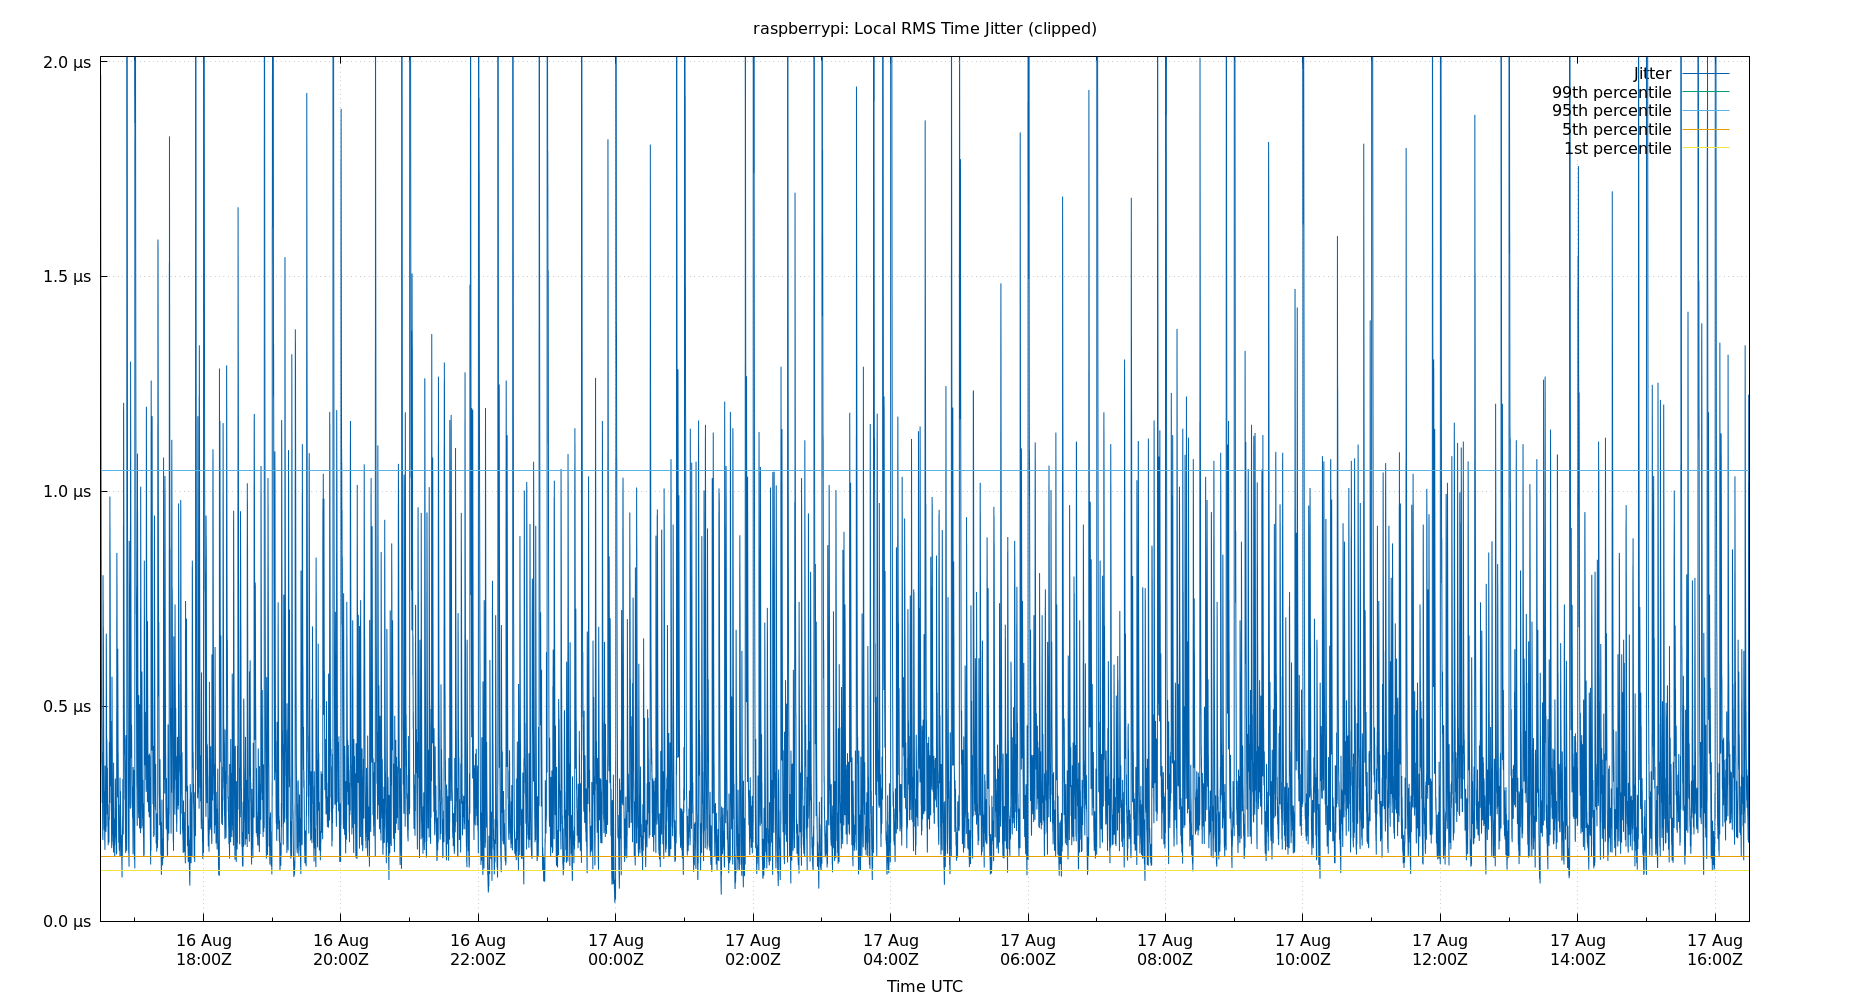 raspberrypi: Local RMS Time Jitter (clipped)
2.0 µs
1.5 µs
1.0 µs
0.5 µs
0.0 µs
Jitter
99th percentile
95th percentile
5th percentile
1st percentile
16 Aug 16 Aug 16 Aug 17 Aug 17 Aug 17 Aug 17 Aug 17 Aug 17 Aug 17 Aug 17 Aug 17 Aug
18:00Z 20:00Z 22:00Z 00:00Z 02:00Z 04:00Z 06:00Z 08:00Z 10:00Z 12:00Z 14:00Z 16:00Z
Time UTC